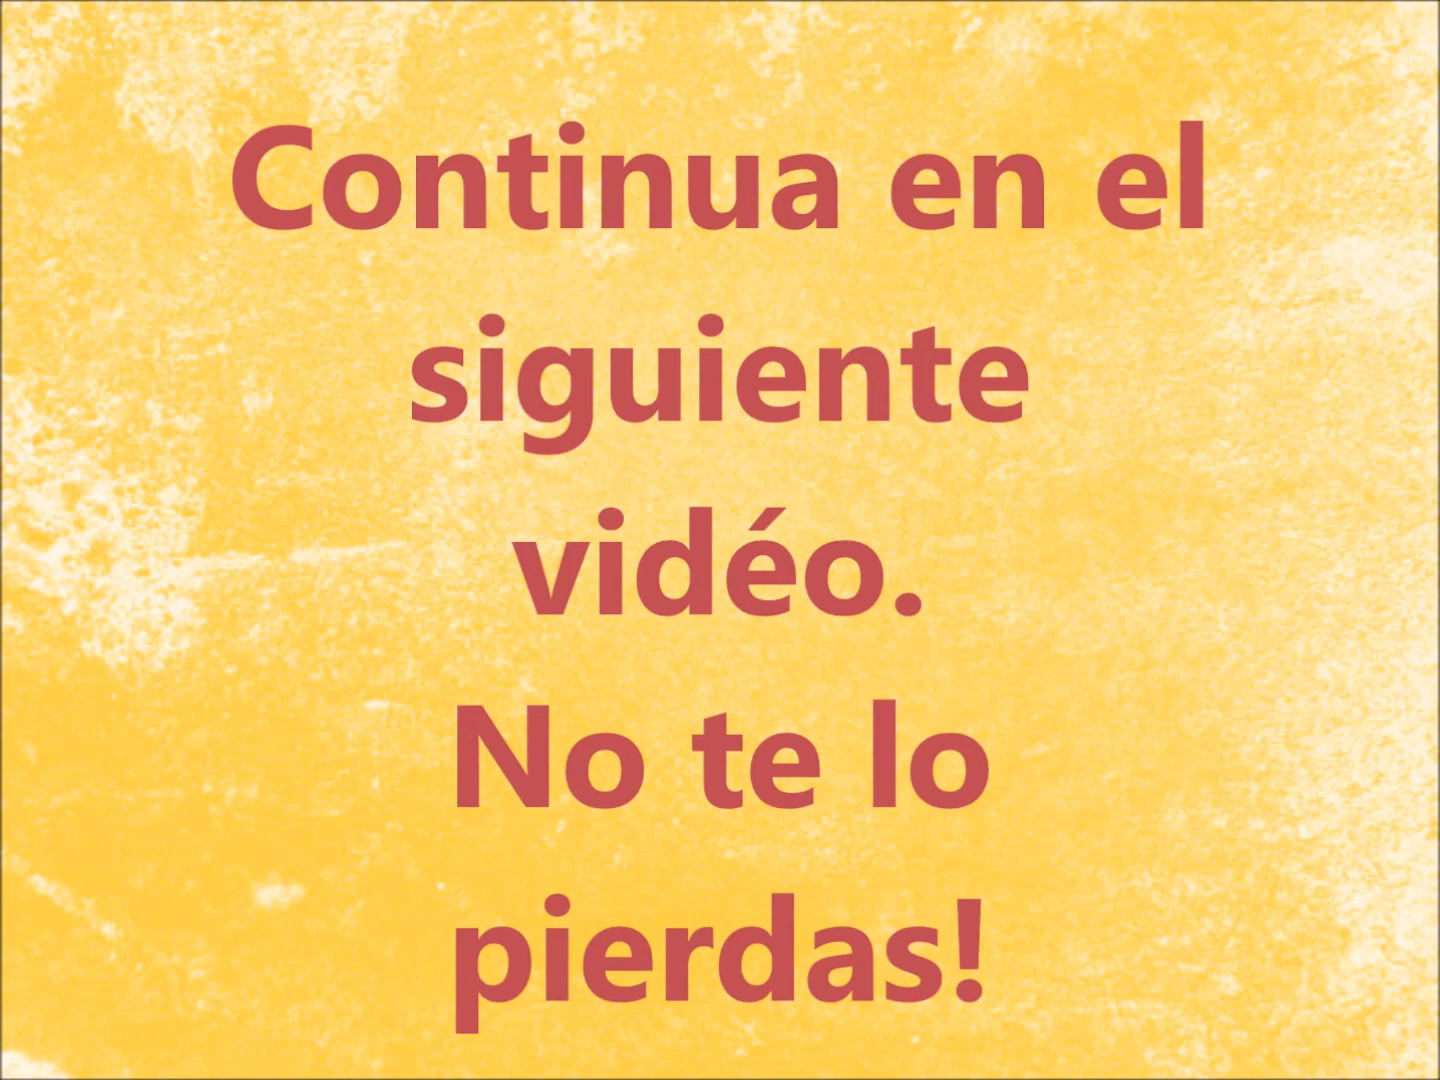 Continua en el
siguiente
vidéo.
No te lo
pierdas!